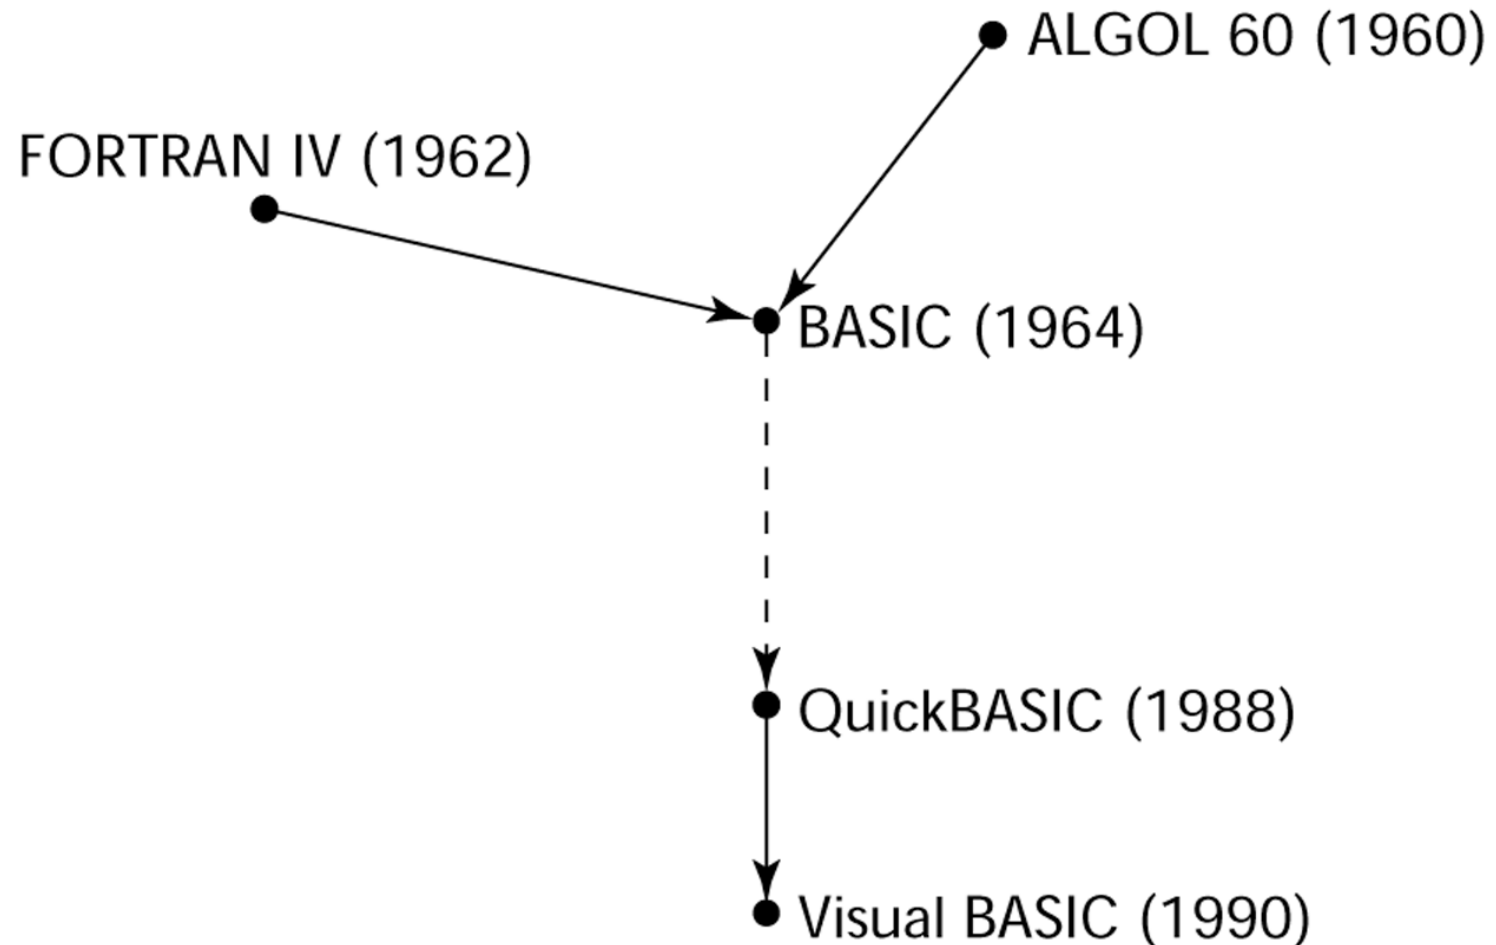 ALGOL 60 (1960)
FORTRAN IV (1962)
BASIC (1964)
QuickBASIC (1988)
Visual BASIC (1990)